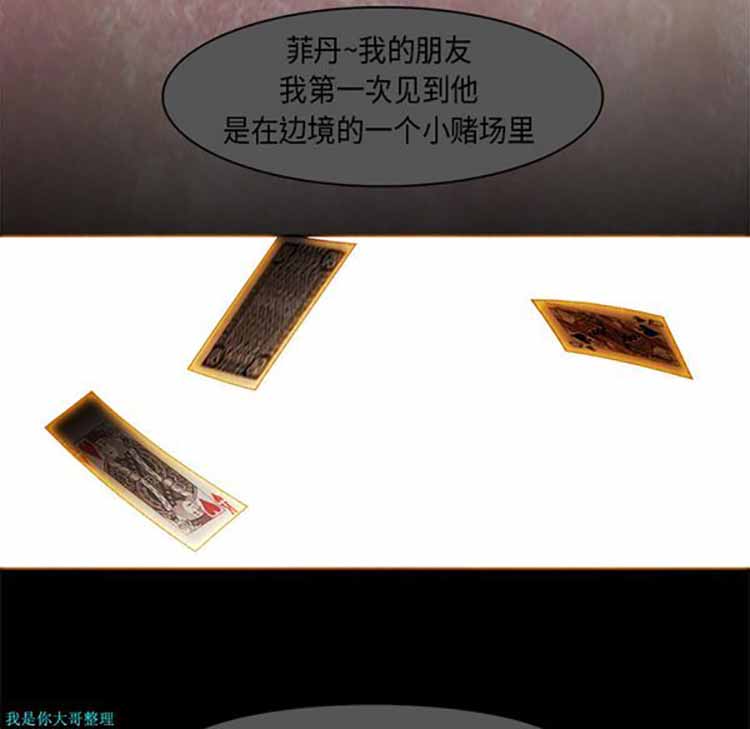 菲丹~我的朋友
我第一次见到他
是在边境的一个小赌场里
我是你大哥整理